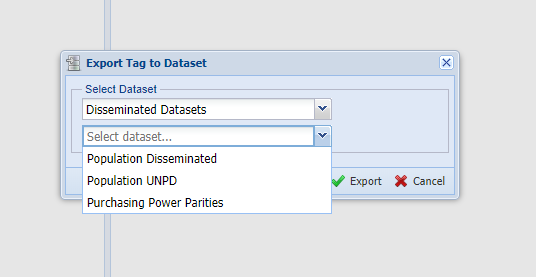 Export Tag to Dataset
Select Dataset
Disseminated Datasets
Select dataset...
Population Disseminated
Population UNPD
Purchasing Power Parities
Export Cancel